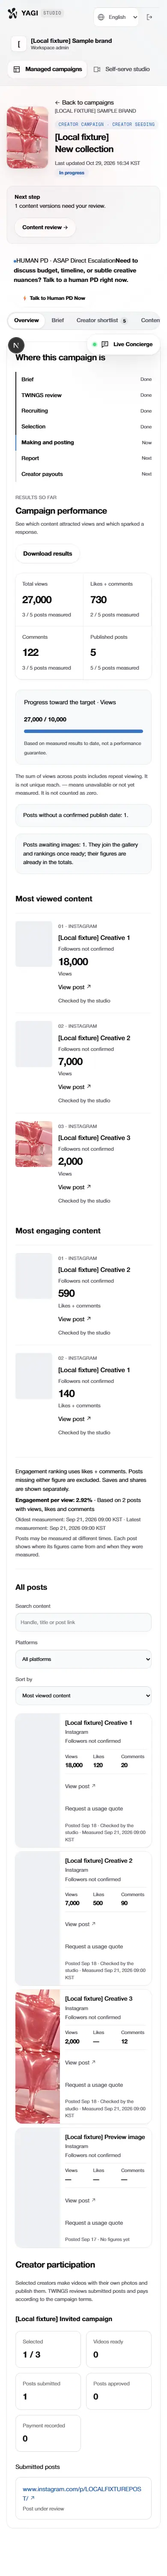 YAGI STUDIO
English
[
[Local fixture] Sample brand
Workspace admin
Managed campaigns
Self-serve studio
← Back to campaigns
[LOCAL FIXTURE] SAMPLE BRAND
CREATOR CAMPAIGN · CREATOR SEEDING
[Local fixture]
New collection
Last updated Oct 29, 2026 16:34 KST
In progress
Next step
1 content versions need your review.
Content review →
HUMAN PD · ASAP Direct Escalation Need to
discuss budget, timeline, or subtle creative
nuances? Talk to a human PD right now.
Talk to Human PD Now
Overview
Brief
Creator shortlist 5
Conten
N
Live Concierge
Where this campaign is
Brief
Done
TWINGS review
Done
Recruiting
Done
Selection
Done
Making and posting
Now
Report
Next
Creator payouts
Next
RESULTS SO FAR
Campaign performance
See which content attracted views and which sparked a
response.
Download results
Total views
27,000
3 / 5 posts measured
Likes + comments
730
2 / 5 posts measured
Comments
122
3 / 5 posts measured
Published posts
5
5 / 5 posts measured
Progress toward the target · Views
27,000 / 10,000
Based on measured results to date, not a performance
guarantee.
The sum of views across dates includes repeat viewing. It
is not unique reach. — means unavailable or not yet
measured. It is not counted as zero.
Posts without a confirmed publish date: 1.
Posts awaiting images: 1. They join the gallery
and rankings once ready; their figures are
already in the totals.
Most viewed content
01 · INSTAGRAM
[Local fixture] Creative 1
Followers not confirmed
18,000
Views
View post ↗
Checked by the studio
02 · INSTAGRAM
[Local fixture] Creative 2
Followers not confirmed
7,000
Views
View post ↗
Checked by the studio
03 · INSTAGRAM
[Local fixture] Creative 3
Followers not confirmed
2,000
Views
View post ↗
Checked by the studio
Most engaging content
01 · INSTAGRAM
[Local fixture] Creative 2
Followers not confirmed
590
Likes + comments
View post ↗
Checked by the studio
02 · INSTAGRAM
[Local fixture] Creative 1
Followers not confirmed
140
Likes + comments
View post ↗
Checked by the studio
Engagement ranking uses likes + comments. Posts
missing either figure are excluded. Saves and shares
are shown separately.
Engagement per view: 2.92% · Based on 2 posts
with views, likes and comments
Oldest measurement: Sep 21, 2026 09:00 KST · Latest
measurement: Sep 21, 2026 09:00 KST
Posts may be measured at different times. Each post
shows where its figures came from and when they were
measured.
All posts
Search content
Handle, title or post link
Platforms
All platforms
Sort by
Most viewed content
[Local fixture] Creative 1
Instagram
Followers not confirmed
Views Likes Comments
18,000 120 20
View post ↗
Request a usage quote
Posted Sep 19 · Checked by the
studio · Measured Sep 21, 2026 09:00
KST
[Local fixture] Creative 2
Instagram
Followers not confirmed
Views Likes Comments
7,000 500 90
View post ↗
Request a usage quote
Posted Sep 18 · Checked by the
studio · Measured Sep 21, 2026 09:00
KST
[Local fixture] Creative 3
Instagram
Followers not confirmed
Views Likes Comments
2,000 — 12
View post ↗
Request a usage quote
Posted Sep 18 · Checked by the
studio · Measured Sep 21, 2026 09:00
KST
[Local fixture] Preview image
Instagram
Followers not confirmed
Views Likes Comments
— — —
View post ↗
Request a usage quote
Posted Sep 17 · No figures yet
Creator participation
Selected creators make videos with their own photos and
publish them. TWINGS reviews submitted posts and pays
according to the campaign terms.
[Local fixture] Invited campaign
Selected
1 / 3
Videos ready
0
Posts submitted
1
Posts approved
0
Payment recorded
0
Submitted posts
www.instagram.com/p/LOCALFIXTUREPOS
T/ ↗
Post under review